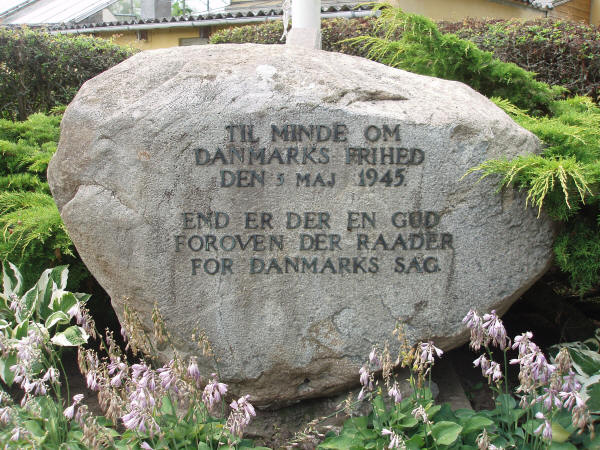 TIL MINDE OM
DANMARKS FRIHED
DEN 5 MAJ 1945.
END ER DER EN GUD
FOROVEN DER RAADER
FOR DANMARKS SAG.